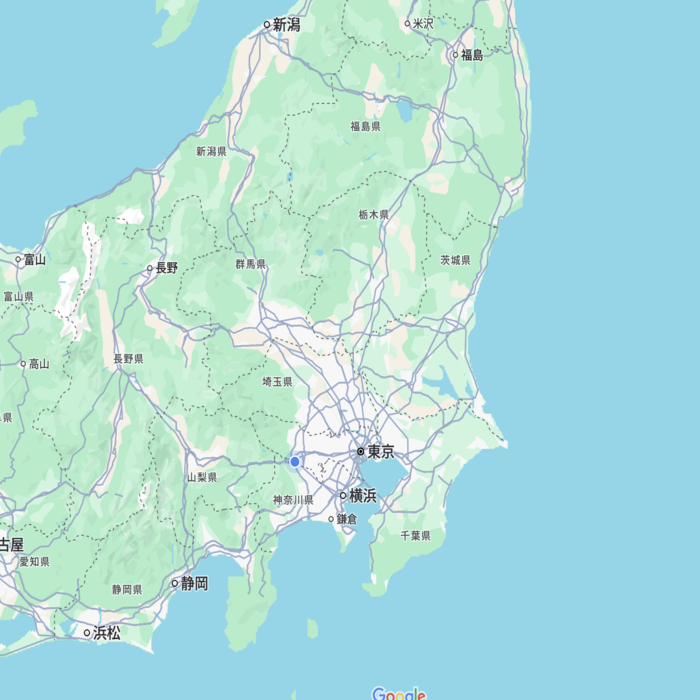 新潟
米沢
福島
福島県
新潟県
栃木県
富山
長野
群馬県
茨城県
富山県
長野県
高山
埼玉県
県
東京
山梨県
神奈川県
横浜
鎌倉
千葉県
古屋
愛知県
静岡県
静岡
浜松
Google